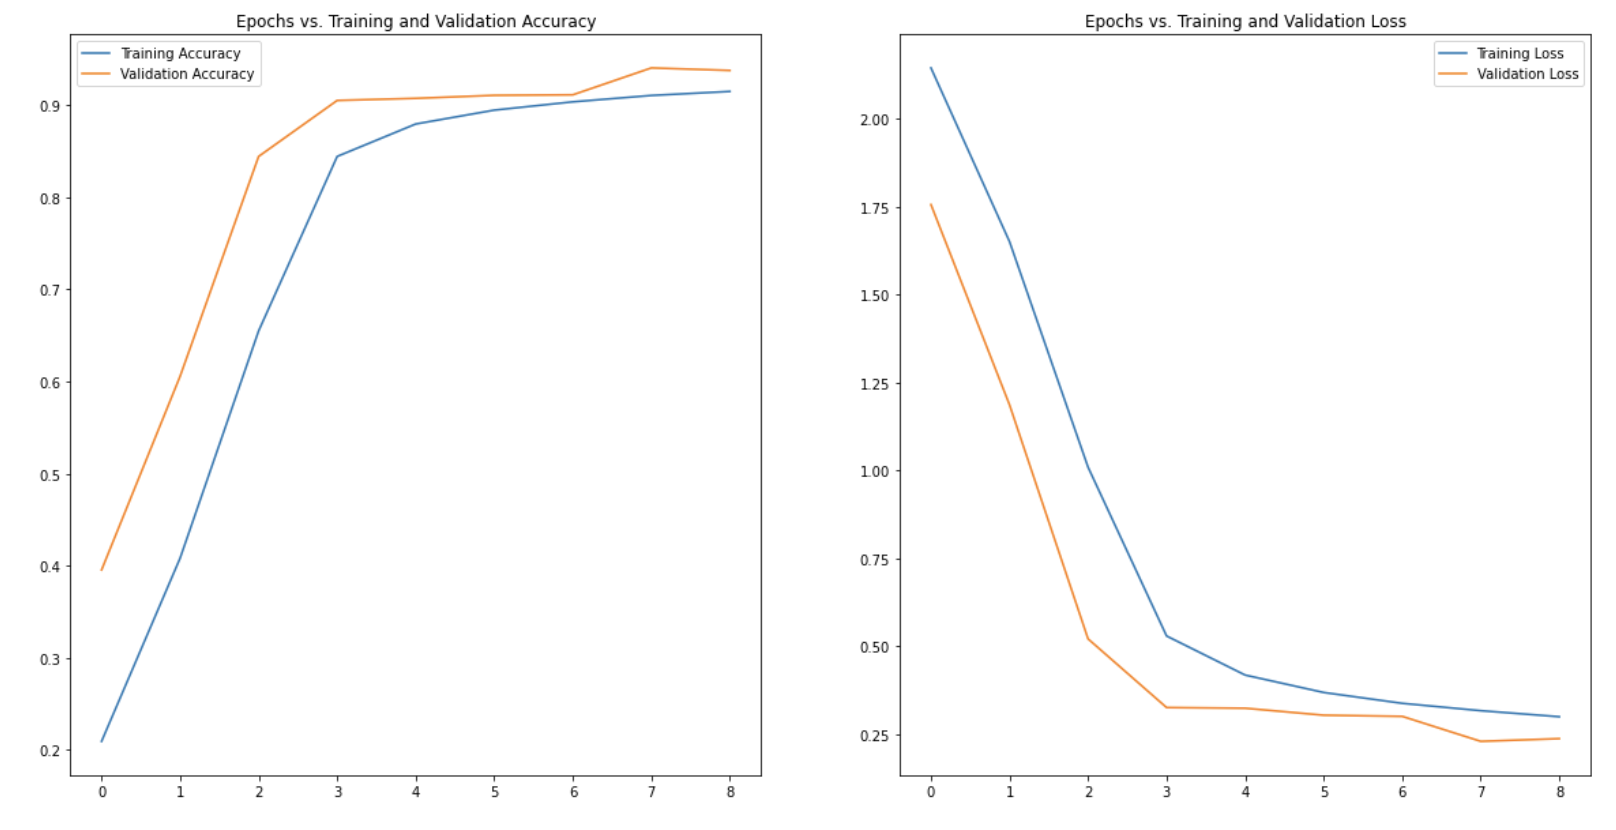 Epochs vs. Training and Validation Accuracy
Training Accuracy
Validation Accuracy
0.9
0.8
0.7
0.6
0.5
0.4
0.3
0.2
0 1 2 3 4 5 6 7 8
Epochs vs. Training and Validation Loss
Training Loss
Validation Loss
2.00
1.75
1.50
1.25
1.00
0.75
0.50
0.25
0 1 2 3 4 5 6 7 8